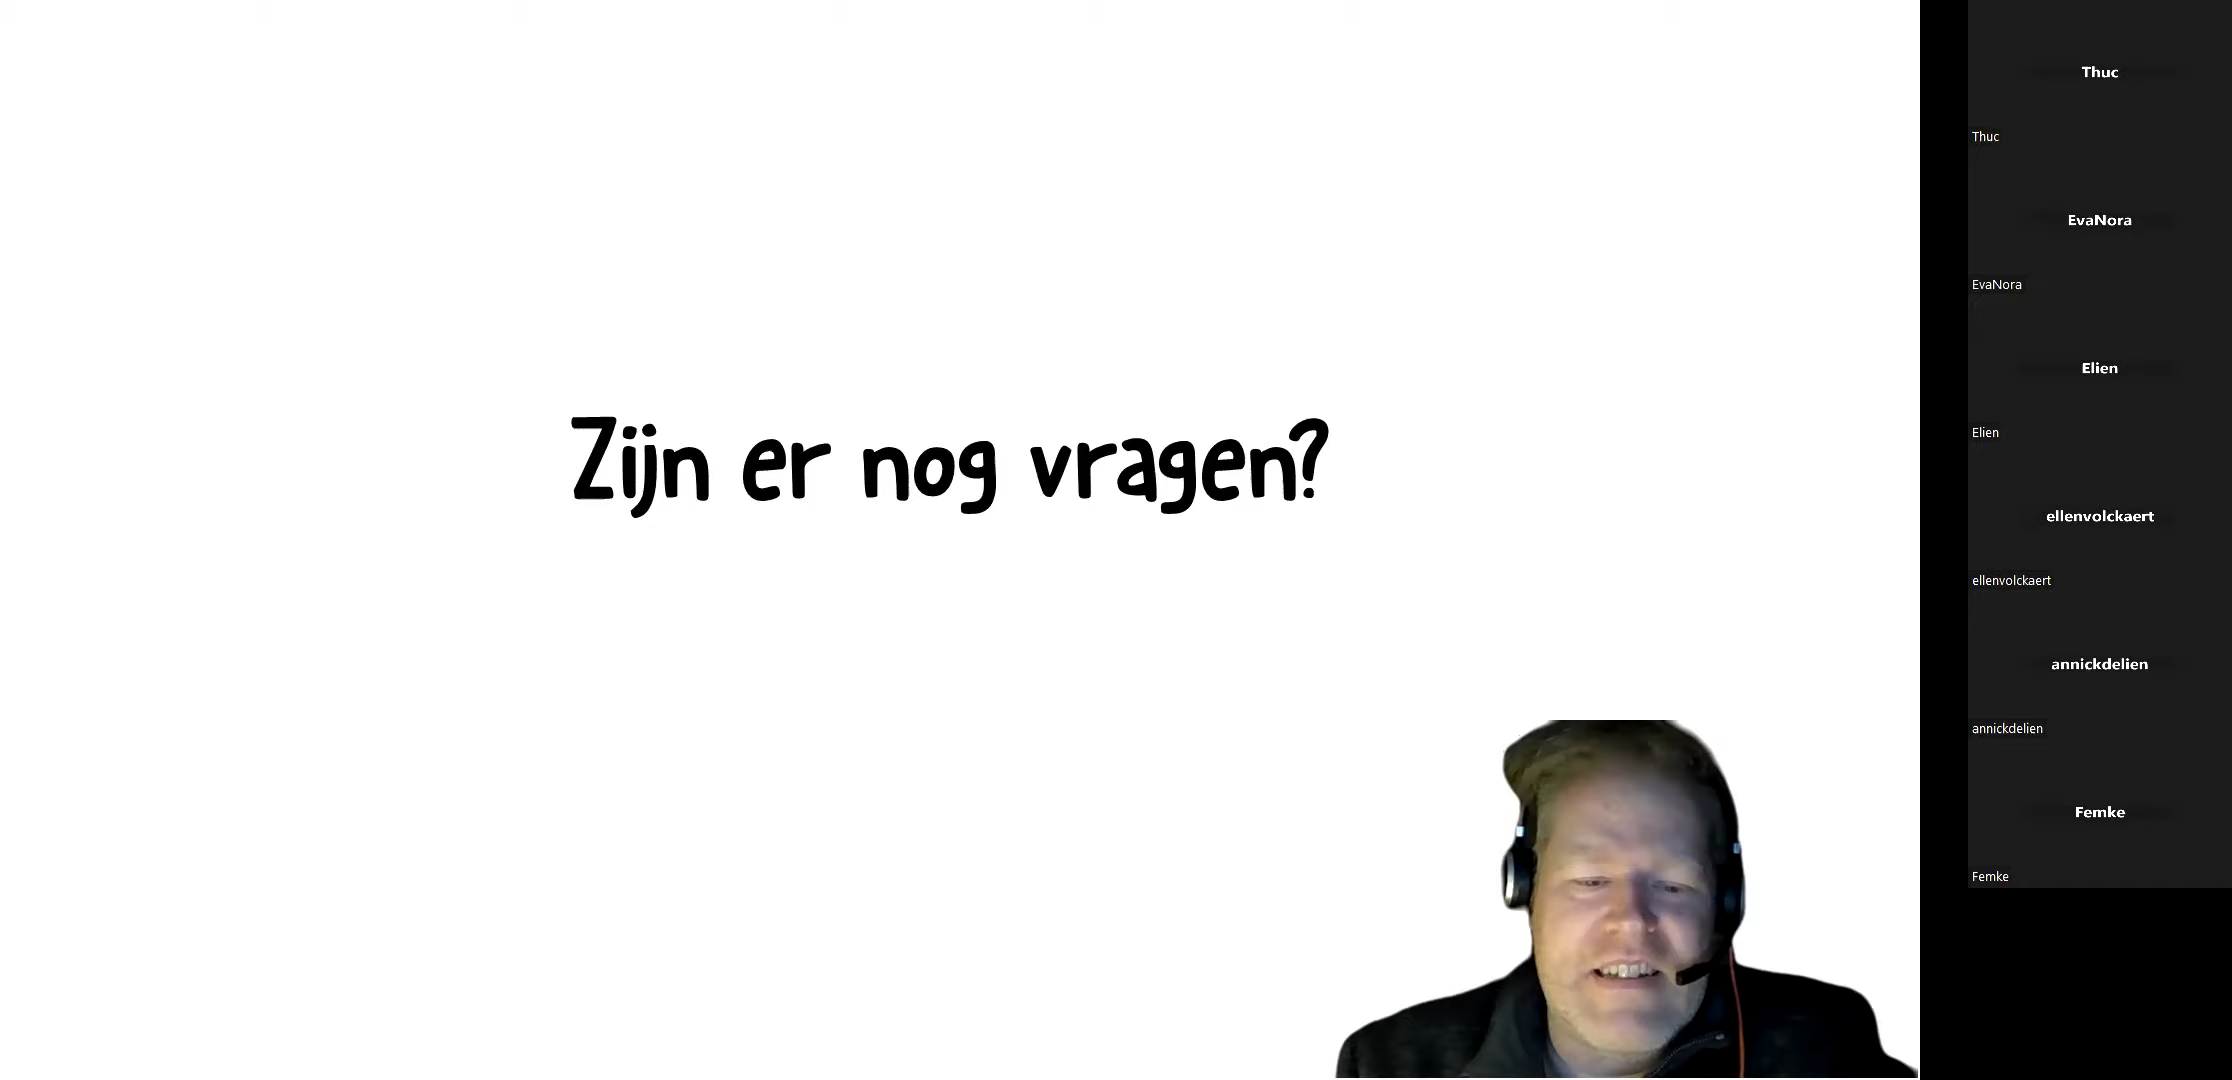 Zijn er nog vragen?
Thuc
Thuc
EvaNora
EvaNora
Elien
Elien
ellenvolckaert
ellenvolckaert
annickdelien
annickdelien
Femke
Femke